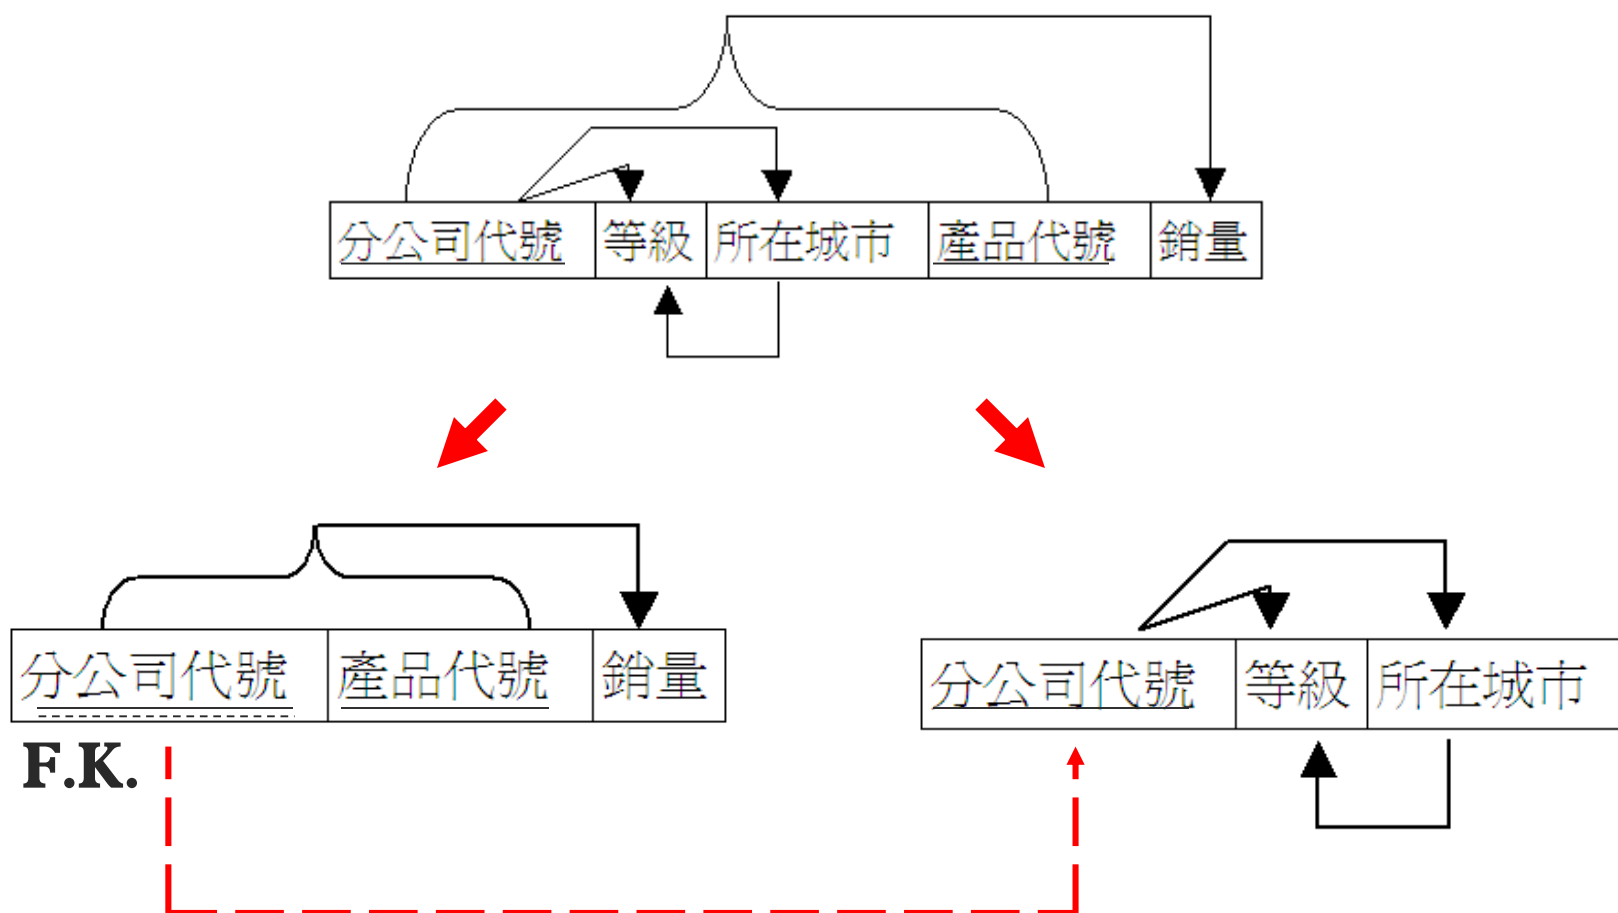 分公司代號 等級 所在城市 產品代號 銷量
分公司代號 產品代號 銷量
分公司代號 等級 所在城市
F.K.